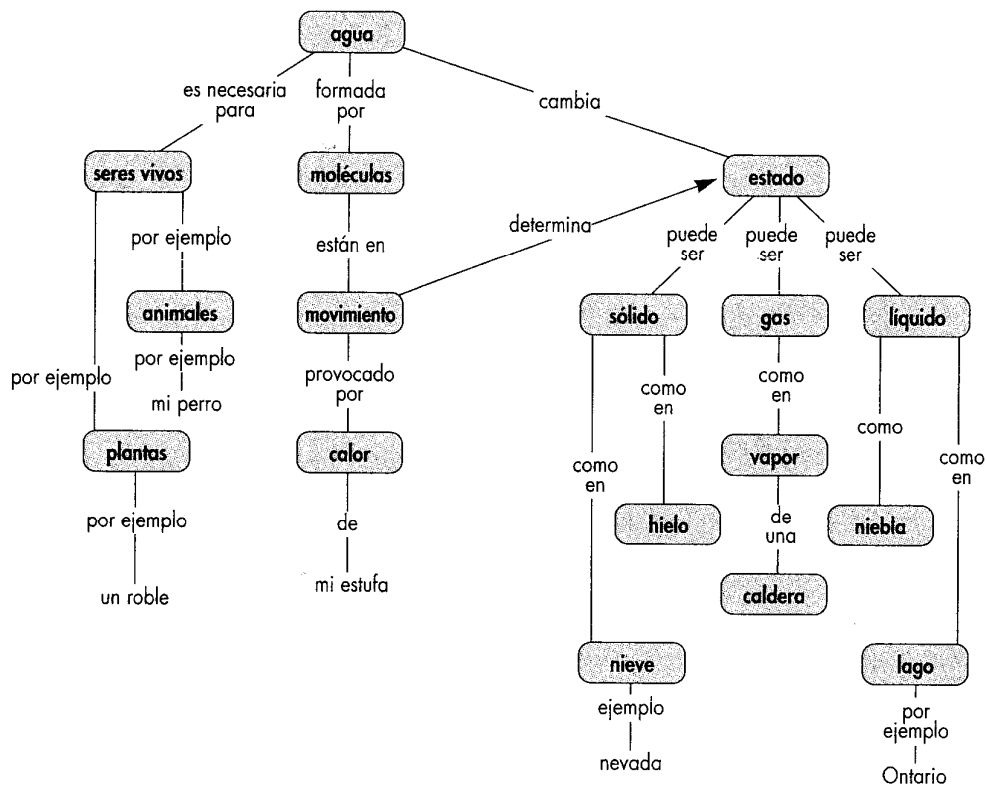 agua
es necesaria
para
formada
por
cambia
seres vivos
moléculas
estado
por ejemplo
están en
determina
puede
ser
puede
ser
puede
ser
animales
movimiento
sólido
gas
líquido
por ejemplo
por ejemplo
mi perro
provocado
por
como
en
como
en
como
como
en
como
en
plantas
calor
vapor
por ejemplo
de
hielo
de
una
niebla
un roble
mi estufa
caldera
nieve
lago
ejemplo
por
ejemplo
nevada
Ontario